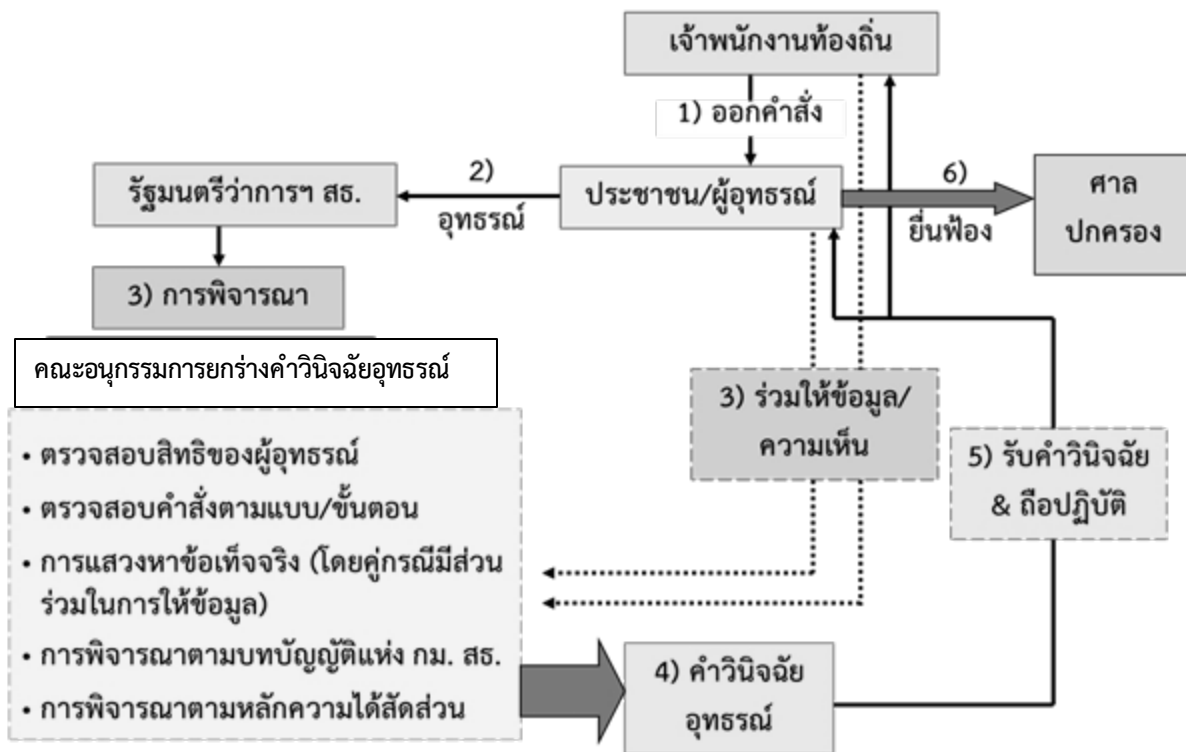 เจ้าพนักงานท้องถิ่น
1) ออกคำสั่ง
รัฐมนตรีว่าการฯ สธ.
2)
อุทธรณ์
ประชาชน/ผู้อุทธรณ์
6)
ยื่นฟ้อง
ศาล
ปกครอง
3) การพิจารณา
คณะอนุกรรมการยกร่างคำวินิจฉัยอุทธรณ์
3) ร่วมให้ข้อมูล/
ความเห็น
• ตรวจสอบสิทธิของผู้อุทธรณ์
• ตรวจสอบคำสั่งตามแบบ/ขั้นตอน
• การแสวงหาข้อเท็จจริง (โดยคู่กรณีมีส่วน
ร่วมในการให้ข้อมูล)
• การพิจารณาตามบทบัญญัติแห่ง กม. สธ.
• การพิจารณาตามหลักความได้สัดส่วน
5) รับคำวินิจฉัย
& ถือปฏิบัติ
4) คำวินิจฉัย
อุทธรณ์